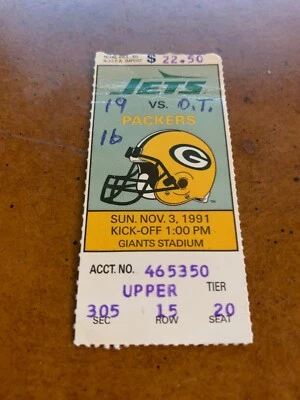 $ 22.50
JETS
19 VS. O.T.
PACKERS
16
G
SUN. NOV. 3, 1991
KICK-OFF 1:00 PM
GIANTS STADIUM
ACCT. NO. 465350
UPPER TIER
305 15 20
SEC ROW SEAT